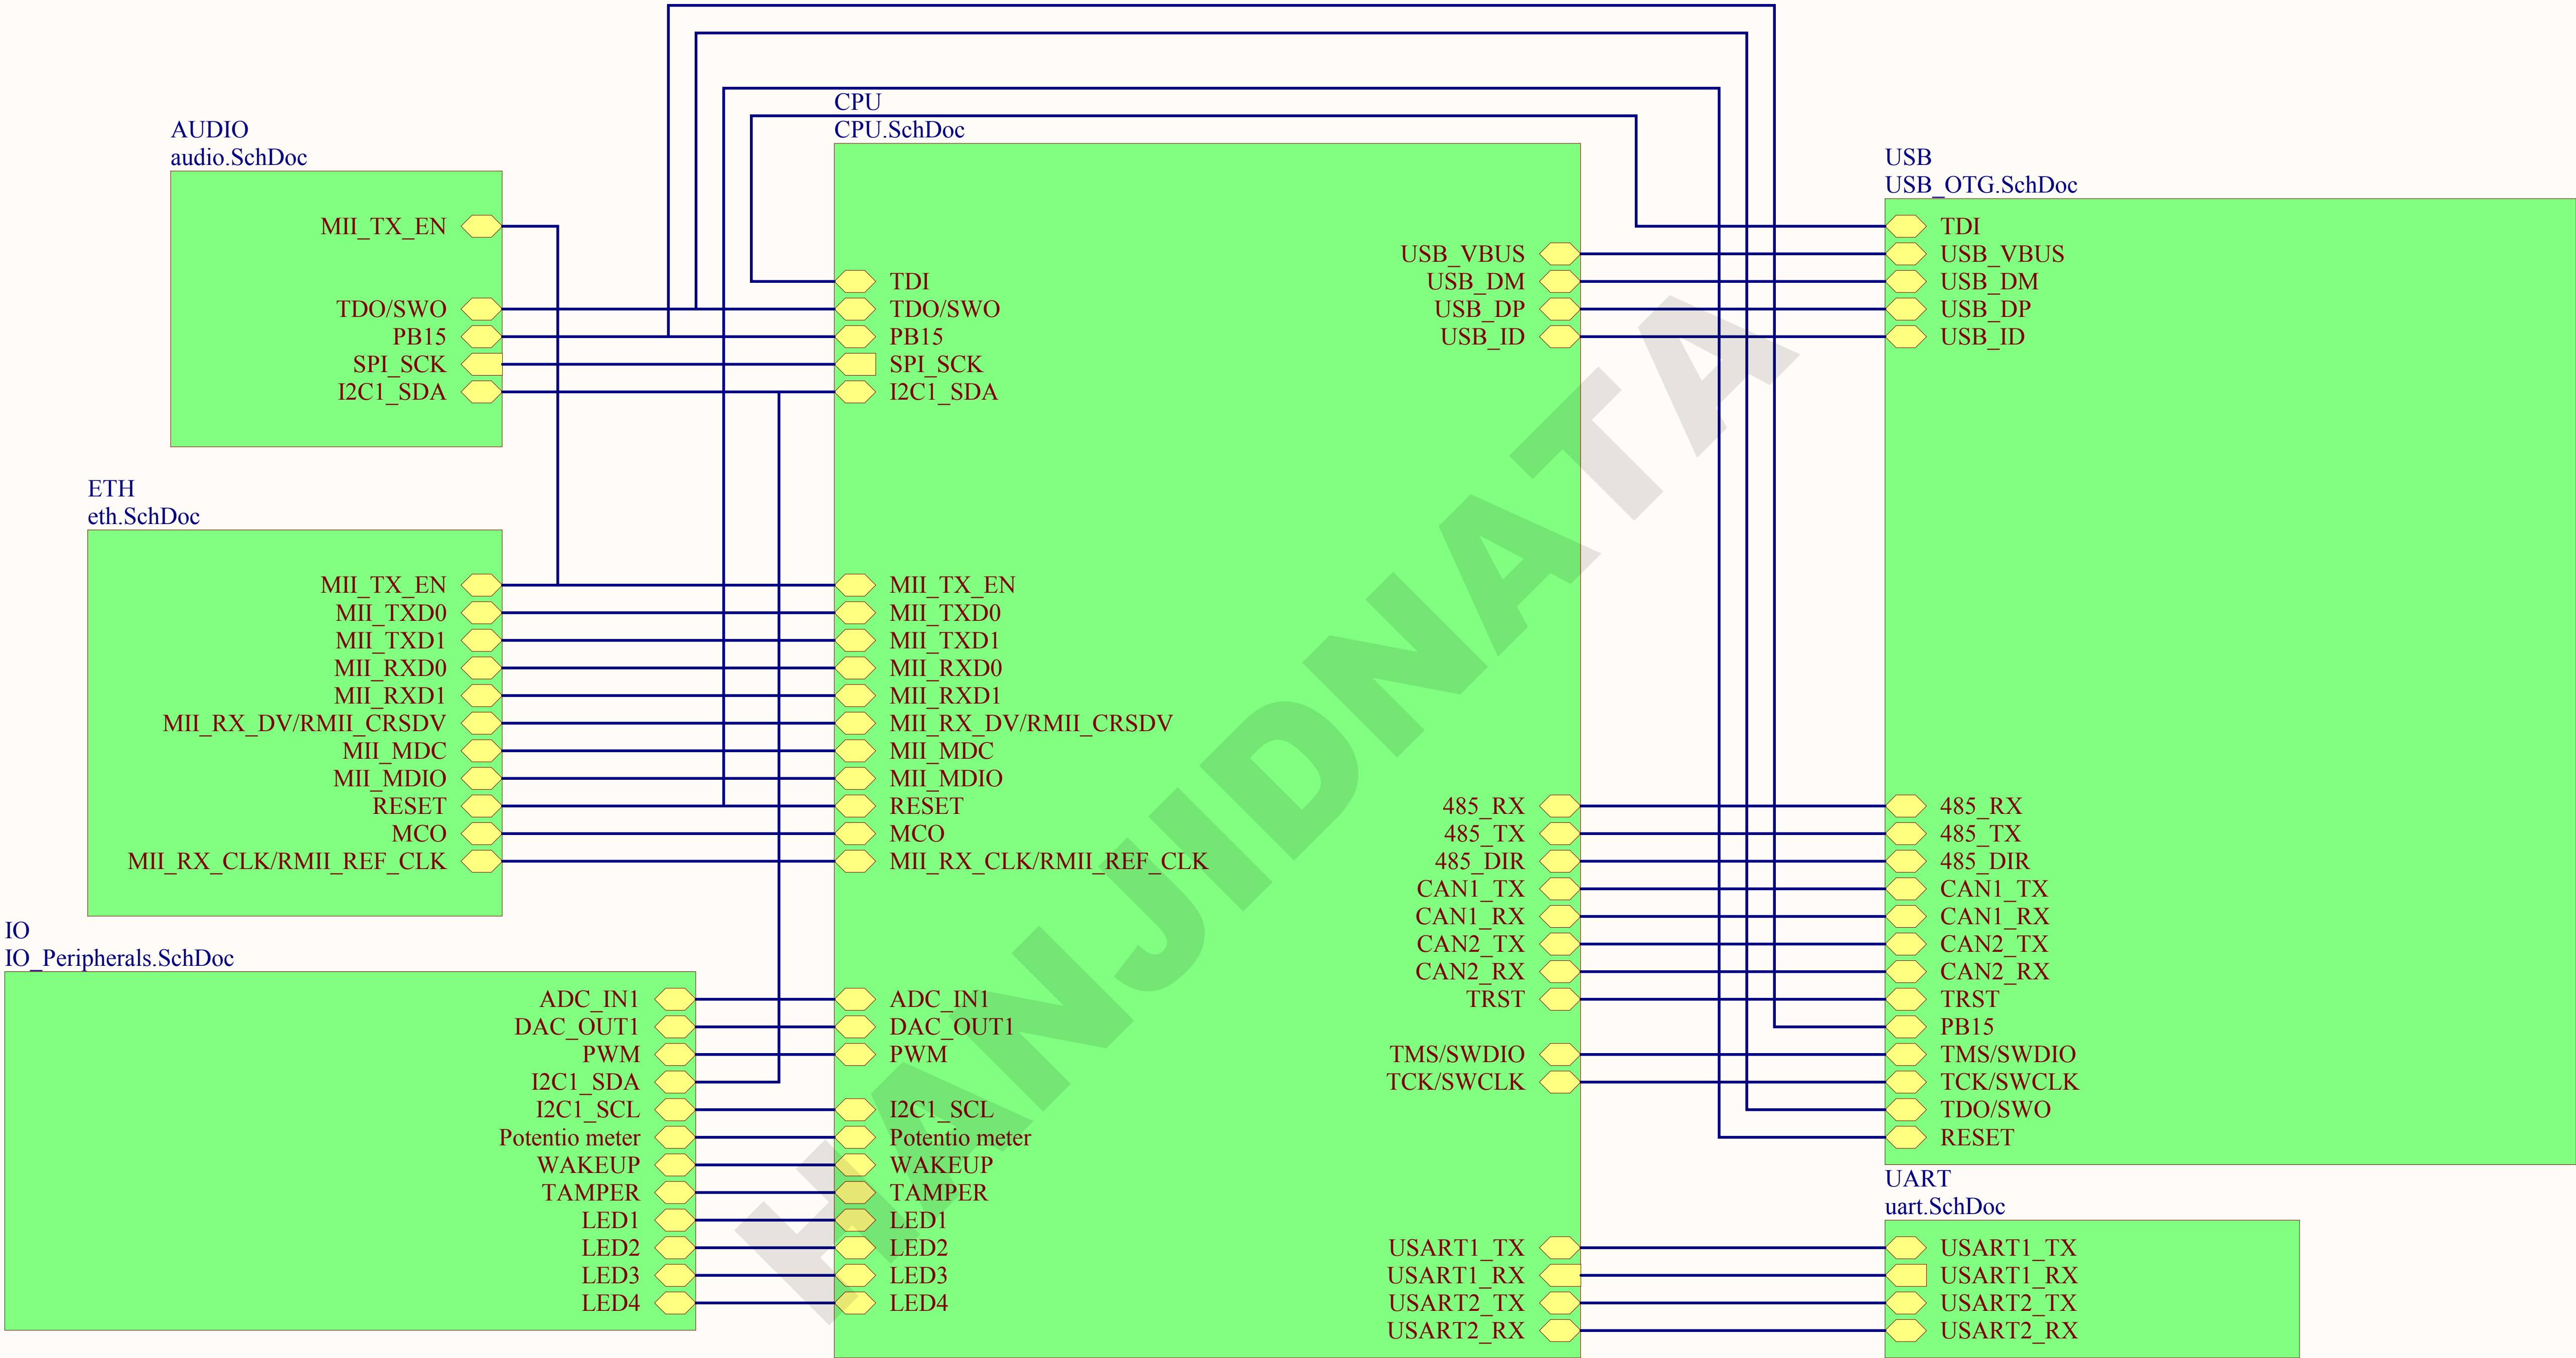 AUDIO
audio.SchDoc
MII_TX_EN
TDO/SWO
PB15
SPI_SCK
I2C1_SDA
ETH
eth.SchDoc
MII_TX_EN
MII_TXD0
MII_TXD1
MII_RXD0
MII_RXD1
MII_RX_DV/RMII_CRSDV
MII_MDC
MII_MDIO
RESET
MCO
MII_RX_CLK/RMII_REF_CLK
IO
IO_Peripherals.SchDoc
ADC_IN1
DAC_OUT1
PWM
I2C1_SDA
I2C1_SCL
Potentio meter
WAKEUP
TAMPER
LED1
LED2
LED3
LED4
CPU
CPU.SchDoc
TDI
TDO/SWO
PB15
SPI_SCK
I2C1_SDA
MII_TX_EN
MII_TXD0
MII_TXD1
MII_RXD0
MII_RXD1
MII_RX_DV/RMII_CRSDV
MII_MDC
MII_MDIO
RESET
MCO
MII_RX_CLK/RMII_REF_CLK
ADC_IN1
DAC_OUT1
PWM
I2C1_SCL
Potentio meter
WAKEUP
TAMPER
LED1
LED2
LED3
LED4
USB_VBUS
USB_DM
USB_DP
USB_ID
485_RX
485_TX
485_DIR
CAN1_TX
CAN1_RX
CAN2_TX
CAN2_RX
TRST
TMS/SWDIO
TCK/SWCLK
USART1_TX
USART1_RX
USART2_TX
USART2_RX
USB
USB_OTG.SchDoc
TDI
USB_VBUS
USB_DM
USB_DP
USB_ID
485_RX
485_TX
485_DIR
CAN1_TX
CAN1_RX
CAN2_TX
CAN2_RX
TRST
PB15
TMS/SWDIO
TCK/SWCLK
TDO/SWO
RESET
UART
uart.SchDoc
USART1_TX
USART1_RX
USART2_TX
USART2_RX
HANJIDNATA